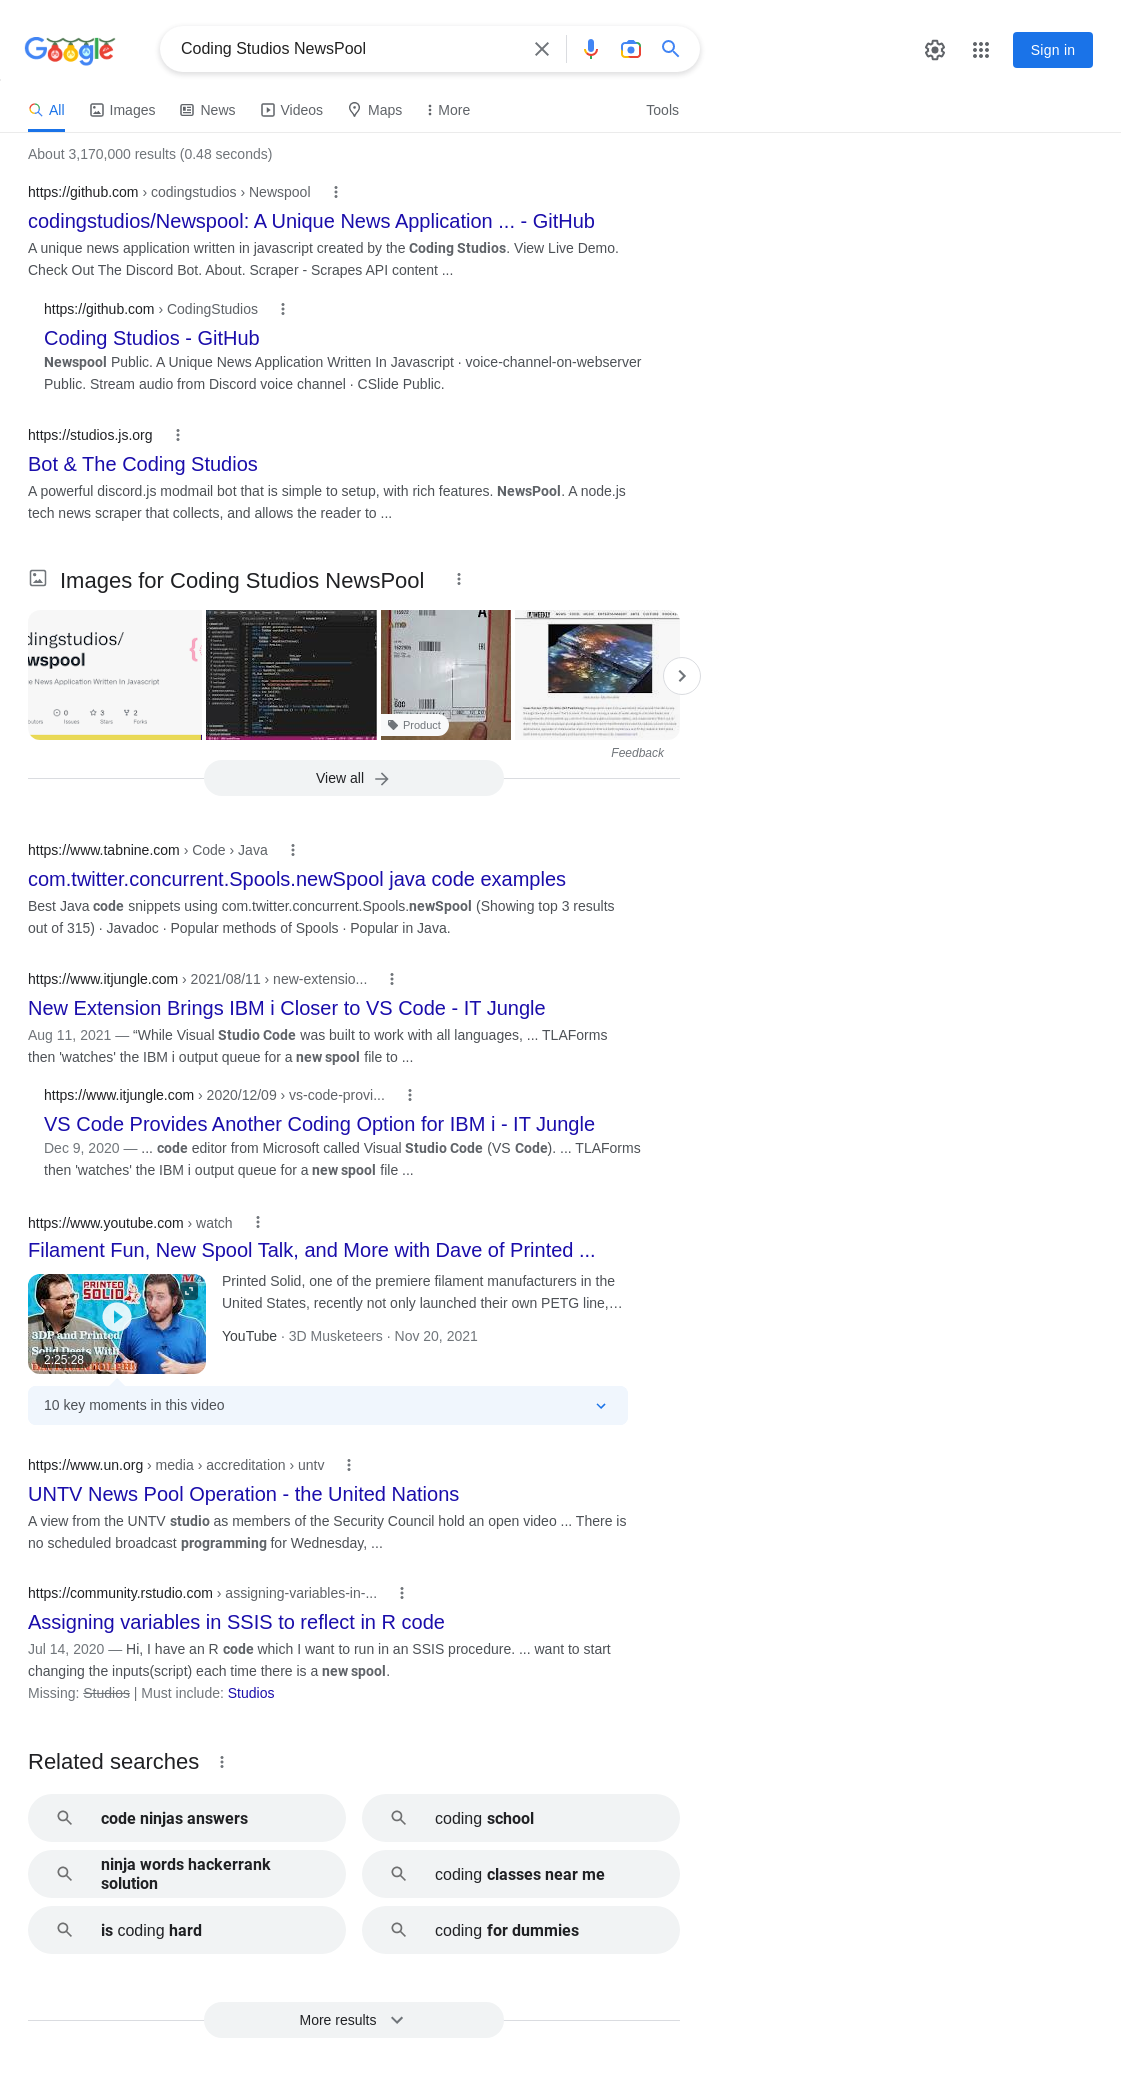 Google
Coding Studios NewsPool
Sign in
All
Images
News
Videos
Maps
More
Tools
About 3,170,000 results (0.48 seconds)
https://github.com › codingstudios › Newspool
codingstudios/Newspool: A Unique News Application ... - GitHub
A unique news application written in javascript created by the Coding Studios. View Live Demo.
Check Out The Discord Bot. About. Scraper - Scrapes API content ...
https://github.com › CodingStudios
Coding Studios - GitHub
Newspool Public. A Unique News Application Written In Javascript · voice-channel-on-webserver
Public. Stream audio from Discord voice channel · CSlide Public.
https://studios.js.org
Bot & The Coding Studios
A powerful discord.js modmail bot that is simple to setup, with rich features. NewsPool. A node.js
tech news scraper that collects, and allows the reader to ...
Images for Coding Studios NewsPool
dingstudios/
wspool
e News Application Written In Javascript
0
3
2
Issues
Stars
Forks
Product
Feedback
View all
https://www.tabnine.com › Code › Java
com.twitter.concurrent.Spools.newSpool java code examples
Best Java code snippets using com.twitter.concurrent.Spools.newSpool (Showing top 3 results
out of 315) · Javadoc · Popular methods of Spools · Popular in Java.
https://www.itjungle.com › 2021/08/11 › new-extensio...
New Extension Brings IBM i Closer to VS Code - IT Jungle
Aug 11, 2021 — “While Visual Studio Code was built to work with all languages, ... TLAForms
then 'watches' the IBM i output queue for a new spool file to ...
https://www.itjungle.com › 2020/12/09 › vs-code-provi...
VS Code Provides Another Coding Option for IBM i - IT Jungle
Dec 9, 2020 — ... code editor from Microsoft called Visual Studio Code (VS Code). ... TLAForms
then 'watches' the IBM i output queue for a new spool file ...
https://www.youtube.com › watch
Filament Fun, New Spool Talk, and More with Dave of Printed ...
PRINTED
SOLID
3DP and Printed
Solid Deets With
2:25:28
Printed Solid, one of the premiere filament manufacturers in the
United States, recently not only launched their own PETG line,…
YouTube · 3D Musketeers · Nov 20, 2021
10 key moments in this video
https://www.un.org › media › accreditation › untv
UNTV News Pool Operation - the United Nations
A view from the UNTV studio as members of the Security Council hold an open video ... There is
no scheduled broadcast programming for Wednesday, ...
https://community.rstudio.com › assigning-variables-in-...
Assigning variables in SSIS to reflect in R code
Jul 14, 2020 — Hi, I have an R code which I want to run in an SSIS procedure. ... want to start
changing the inputs(script) each time there is a new spool.
Missing: Studios | Must include: Studios
Related searches
code ninjas answers
coding school
ninja words hackerrank
solution
coding classes near me
is coding hard
coding for dummies
More results